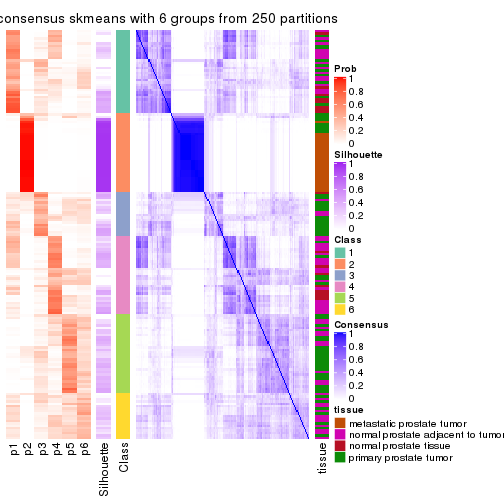 consensus skmeans with 6 groups from 250 partitions
Prob
1
0.8
0.6
0.4
0.2
0
Silhouette
1
0.8
0.6
0.4
0.2
0
Class
1
2
3
4
5
6
Consensus
1
0.8
0.6
0.4
0.2
0
tissue
metastatic prostate tumor
normal prostate adjacent to tumor
normal prostate tissue
primary prostate tumor
p1
p2
p3
p4
p5
p6
Silhouette
Class
tissue